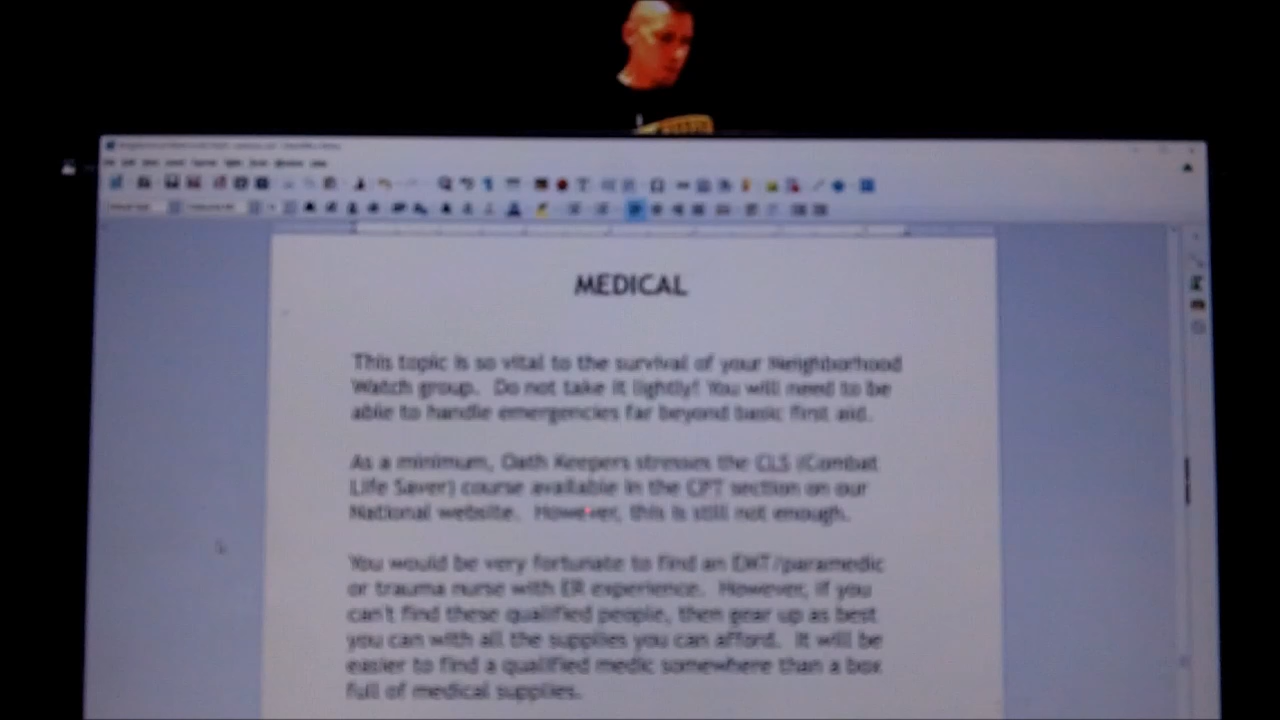 MEDICAL
This topic is so vital to the survival of your Neighborhood
Watch group. Do not take it lightly! You will need to be
able to handle emergencies far beyond basic first aid.
As a minimum, Oath Keepers stresses the CLS (Combat
Life Saver) course available in the CPT section on our
National website. However, this is still not enough.
You would be very fortunate to find an EMT/paramedic
or trauma nurse with ER experience. However, if you
can't find these qualified people, then gear up as best
you can with all the supplies you can afford. It will be
easier to find a qualified medic somewhere than a box
full of medical supplies.